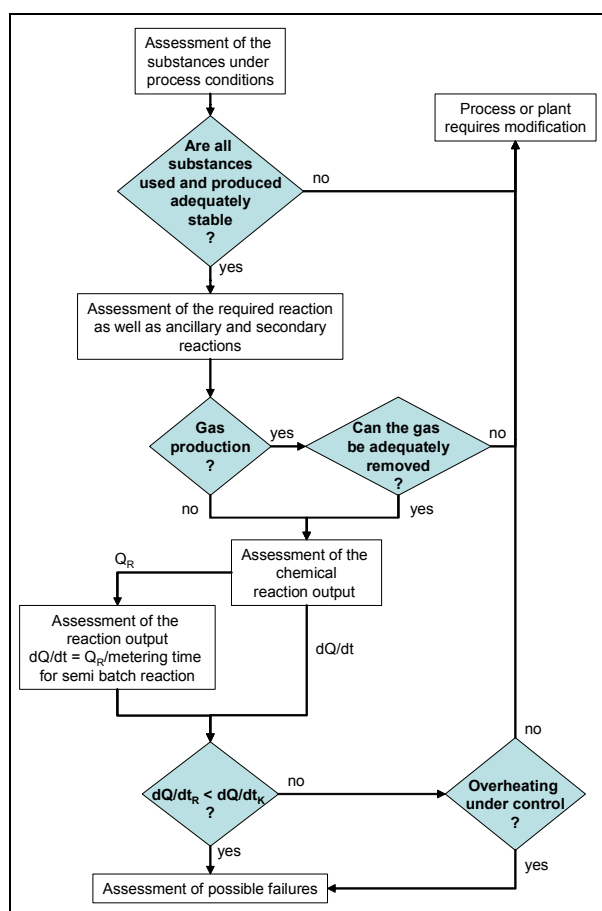 Assessment of the
substances under
process conditions
Process or plant
requires modification
Are all
substances
used and produced
adequately
stable
?
no
yes
Assessment of the required reaction
as well as ancillary and secondary
reactions
Gas
production
?
yes
Can the gas
be adequately
removed
?
no
no
yes
Assessment of the
chemical
reaction output
Q_R
Assessment of the
reaction output
dQ/dt = Q_R/metering time
for semi batch reaction
dQ/dt
dQ/dt_R < dQ/dt_K
?
no
no
Overheating
under control
?
yes
yes
Assessment of possible failures